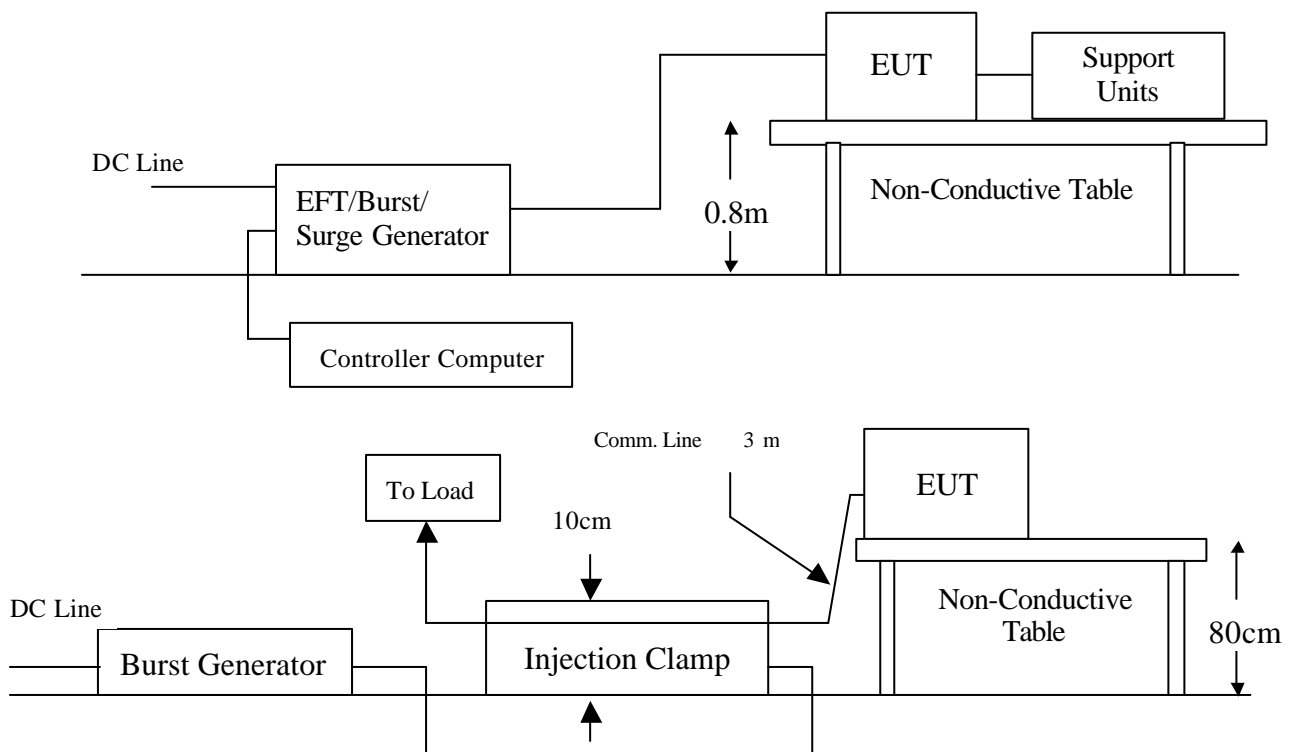 EUT
Support
Units
DC Line
Non-Conductive Table
EFT/Burst/
Surge Generator
0.8m
Controller Computer
Comm. Line 3 m
EUT
To Load
10cm
DC Line
Non-Conductive
Table
80cm
Burst Generator
Injection Clamp